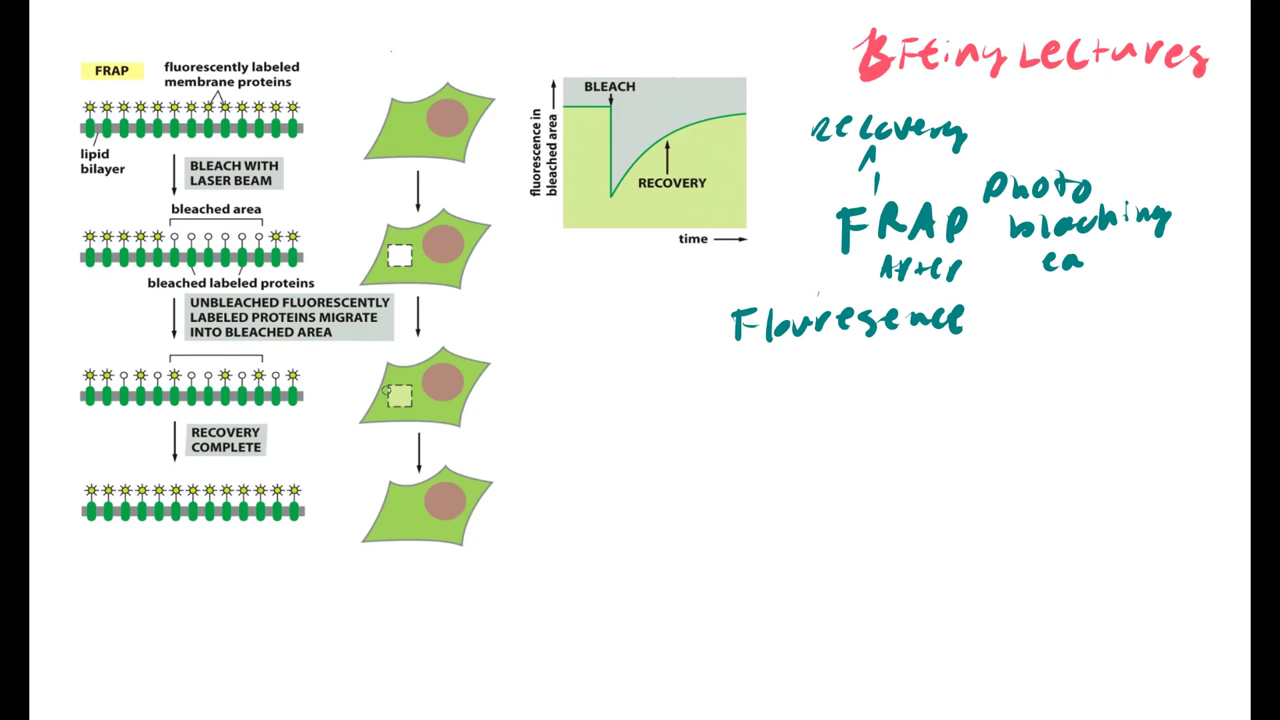 FRAP
fluorescently labeled
membrane proteins
lipid
bilayer
BLEACH WITH
LASER BEAM
bleached area
bleached labeled proteins
UNBLEACHED FLUORESCENTLY
LABELED PROTEINS MIGRATE
INTO BLEACHED AREA
RECOVERY
COMPLETE
BLEACH
fluorescence in
bleached area
RECOVERY
time
Lectures
recovery
FRAP
Photo
blaching
ea
After
Flouresence